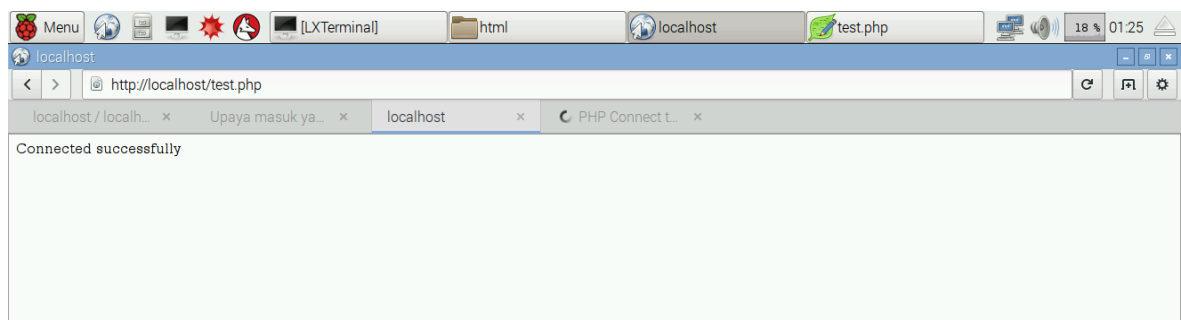 Menu [LXTerminal] html localhost test.php 18 % 01:25
localhost
http://localhost/test.php
localhost / localh... Upaya masuk ya... localhost PHP Connect t...
Connected successfully